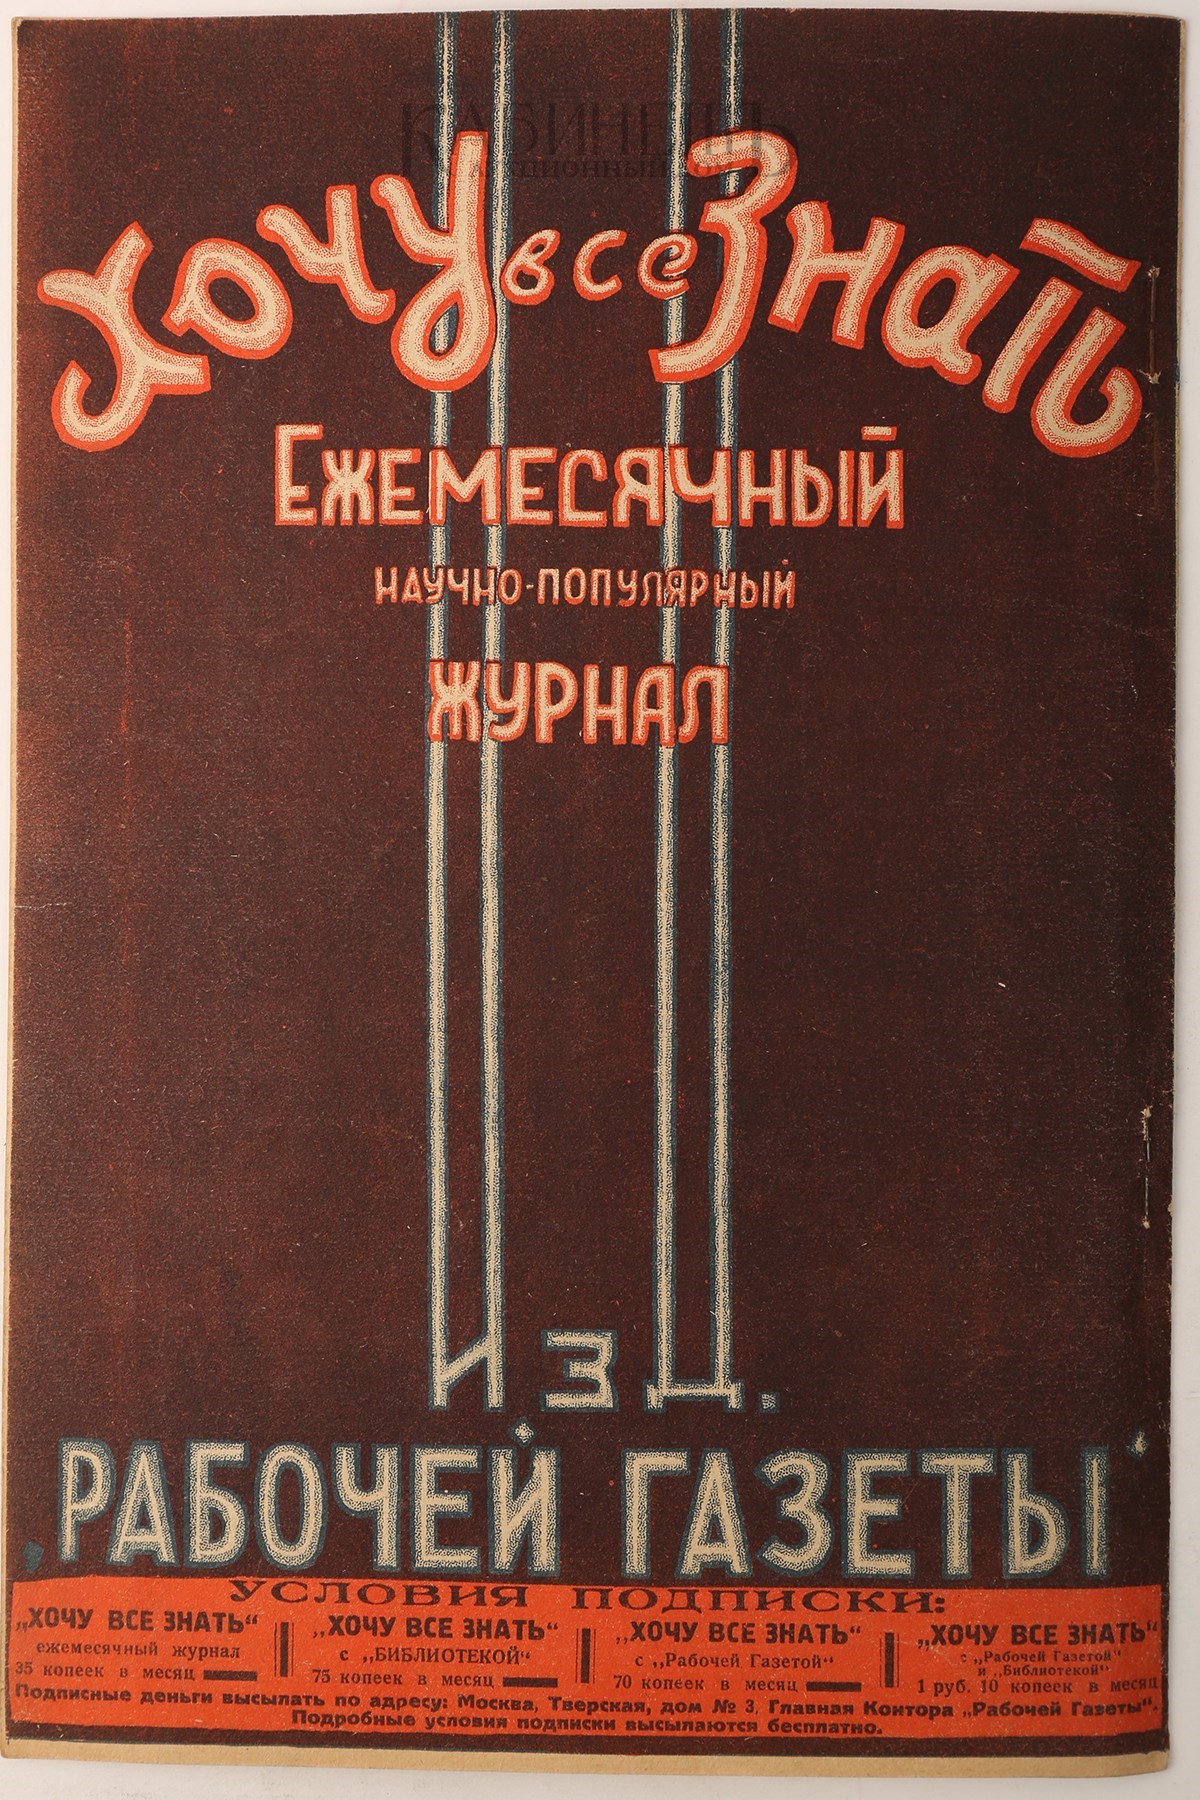 КАБИНЕТЪ
АУКЦИОННЫЙ ДОМ
Хочу все Знать
ЕЖЕМЕСЯЧНЫЙ
НАУЧНО-ПОПУЛЯРНЫЙ
ЖУРНАЛ
ИЗД.
„РАБОЧЕЙ ГАЗЕТЫ“
УСЛОВИЯ ПОДПИСКИ:
„ХОЧУ ВСЕ ЗНАТЬ“
ежемесячный журнал
35 копеек в месяц
„ХОЧУ ВСЕ ЗНАТЬ“
с „БИБЛИОТЕКОЙ“
75 копеек в месяц
„ХОЧУ ВСЕ ЗНАТЬ“
с „Рабочей Газетой“
70 копеек в месяц
„ХОЧУ ВСЕ ЗНАТЬ“
с „Рабочей Газетой“
и „Библиотекой“
1 руб. 10 копеек в месяц
Подписные деньги высылать по адресу: Москва, Тверская, дом № 3, Главная Контора „Рабочей Газеты“.
Подробные условия подписки высылаются бесплатно.